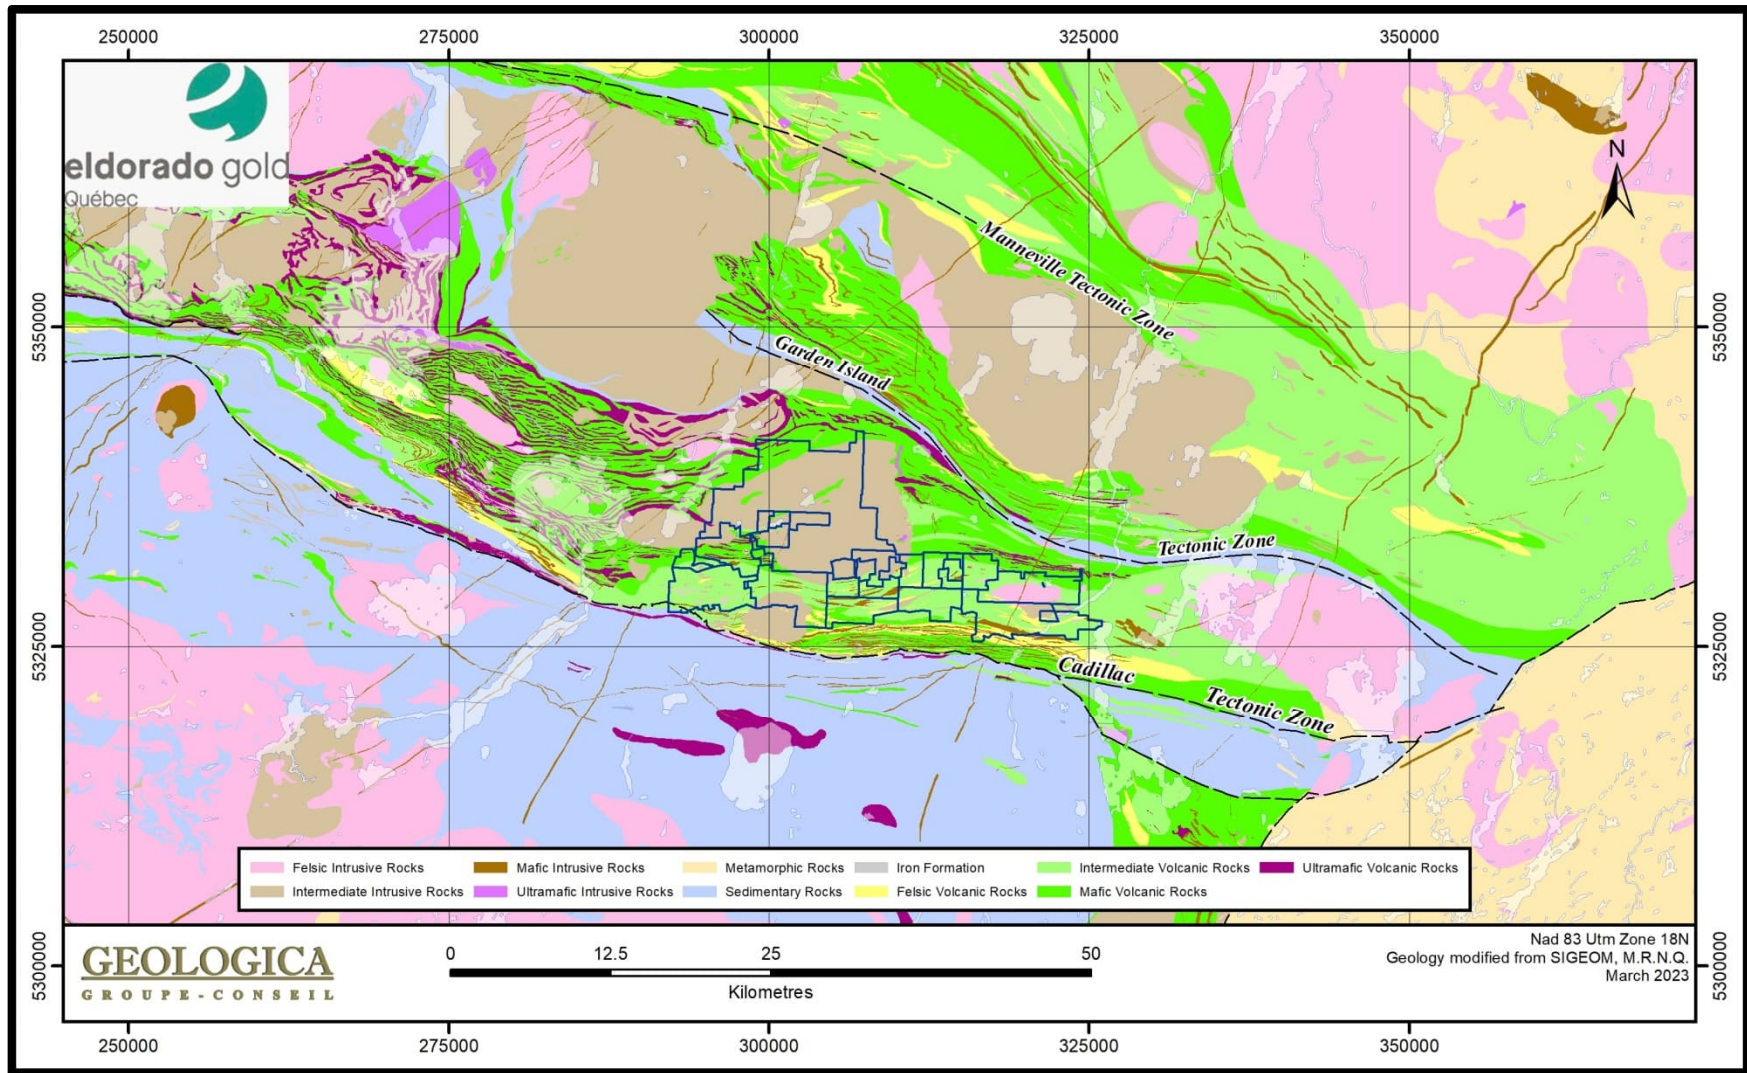 250000 275000 300000 325000 350000
eldorado gold
Québec
N
Manneville Tectonic Zone
5350000 5350000
Garden Island
Tectonic Zone
5325000 5325000
Cadillac
Tectonic Zone
Felsic Intrusive Rocks Mafic Intrusive Rocks Metamorphic Rocks Iron Formation Intermediate Volcanic Rocks Ultramafic Volcanic Rocks
Intermediate Intrusive Rocks Ultramafic Intrusive Rocks Sedimentary Rocks Felsic Volcanic Rocks Mafic Volcanic Rocks
5300000 5300000
GEOLOGICA
GROUPE-CONSEIL
0 12.5 25 50
Kilometres
Nad 83 Utm Zone 18N
Geology modified from SIGEOM, M.R.N.Q.
March 2023
250000 275000 300000 325000 350000